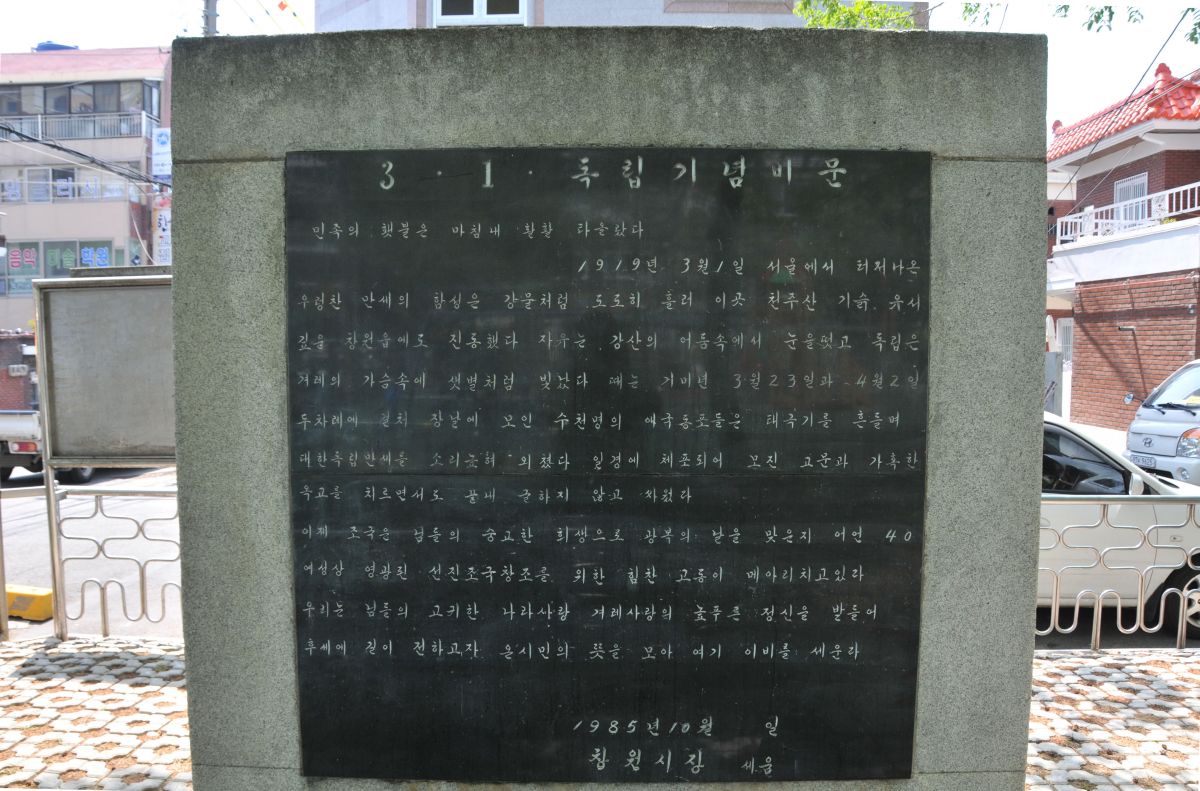 3 · 1 · 독립기념비문
민족의 횃불은 마침내 활활 타올랐다
1919년 3월1일 서울에서 터져나온
우렁찬 만세의 함성은 강물처럼 도도히 흘러 이곳 천주산 기슭 유서
깊을 창원읍에로 진동했다 자유는 강산의 어둠속에서 눈을떳고 독립은
겨레의 가슴속에 샛별처럼 빛났다 때는 기미년 3월23일과 4월2일
두차례에 걸처 장날에 모인 수천명의 애국동포들은 태극기를 흔들며
대한독립만세를 소리높혀 외쳤다 일경에 체포되어 모진 고문과 가혹한
옥고를 치르면서도 끝내 굴하지 않고 싸웠다
이제 조국은 님들의 숭고한 희생으로 광복의 날을 맞은지 어언 40
여성상 영광된 선진조국창조를 위한 힘찬 고동이 메아리치고있다
우리는 님들의 고귀한 나라사랑 겨레사랑의 높푸른 정신을 받들어
후세에 길이 전하고자 온시민의 뜻을 모아 여기 이비를 세운다
1985년10월 일
창원시장 세움
음악 미술 학원